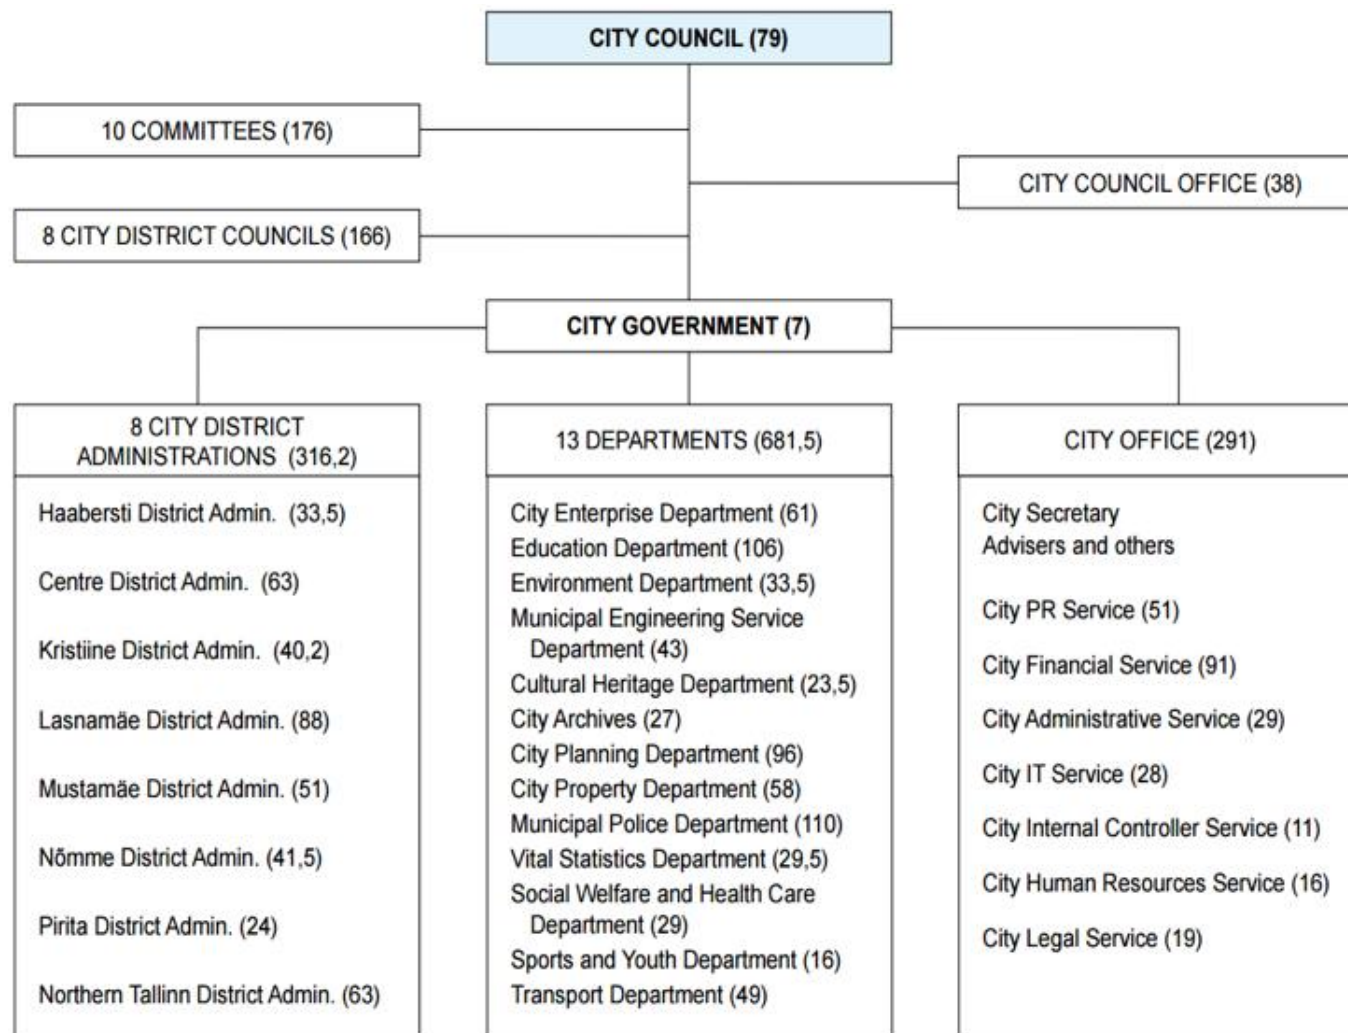 CITY COUNCIL (79)
10 COMMITTEES (176)
CITY COUNCIL OFFICE (38)
8 CITY DISTRICT COUNCILS (166)
CITY GOVERNMENT (7)
8 CITY DISTRICT
ADMINISTRATIONS (316,2)
Haabersti District Admin. (33,5)
Centre District Admin. (63)
Kristiine District Admin. (40,2)
Lasnamäe District Admin. (88)
Mustamäe District Admin. (51)
Nõmme District Admin. (41,5)
Pirita District Admin. (24)
Northern Tallinn District Admin. (63)
13 DEPARTMENTS (681,5)
City Enterprise Department (61)
Education Department (106)
Environment Department (33,5)
Municipal Engineering Service
Department (43)
Cultural Heritage Department (23,5)
City Archives (27)
City Planning Department (96)
City Property Department (58)
Municipal Police Department (110)
Vital Statistics Department (29,5)
Social Welfare and Health Care
Department (29)
Sports and Youth Department (16)
Transport Department (49)
CITY OFFICE (291)
City Secretary
Advisers and others
City PR Service (51)
City Financial Service (91)
City Administrative Service (29)
City IT Service (28)
City Internal Controller Service (11)
City Human Resources Service (16)
City Legal Service (19)